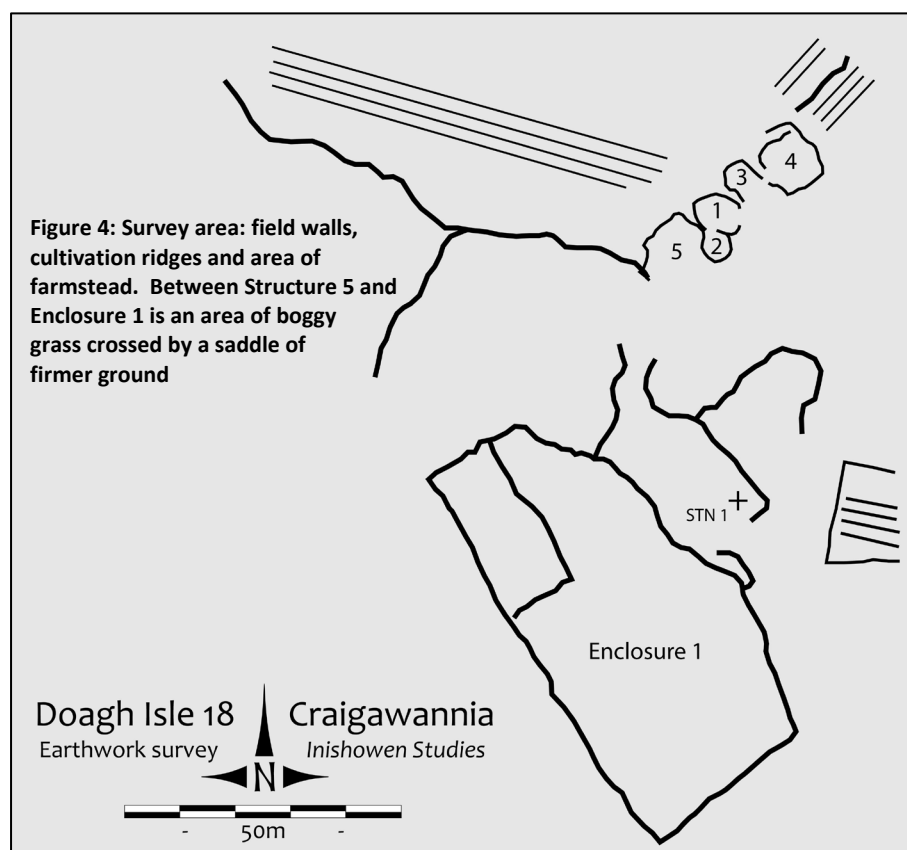 4
3
1
2
5
Figure 4: Survey area: field walls,
cultivation ridges and area of
farmstead. Between Structure 5 and
Enclosure 1 is an area of boggy
grass crossed by a saddle of
firmer ground
STN 1
Enclosure 1
Doagh Isle 18
Earthwork survey
N
Craigawannia
Inishowen Studies
- 50m -